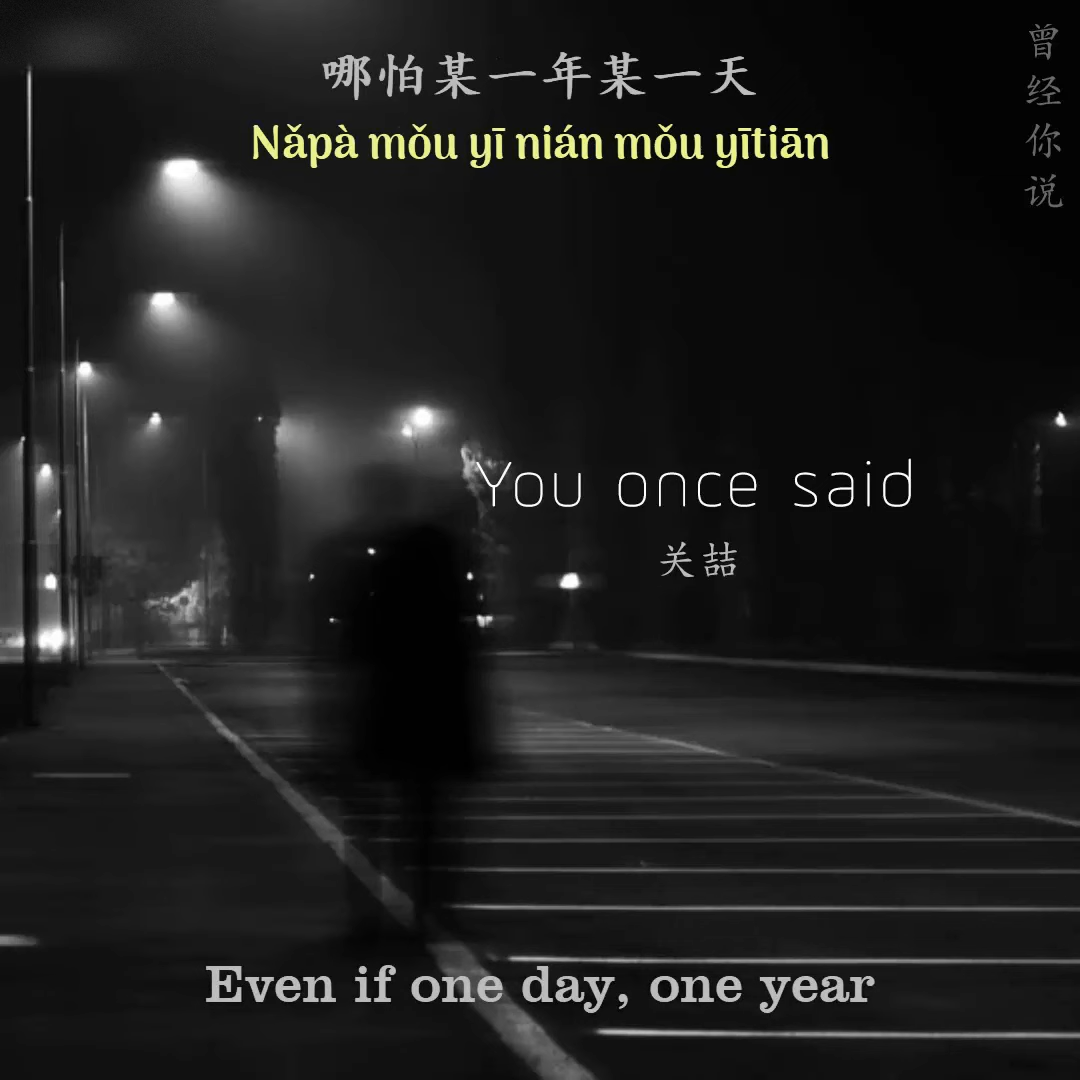 哪怕某一年某一天
Nǎpà mǒu yī nián mǒu yītiān
曾经你说
You once said
关喆
Even if one day, one year